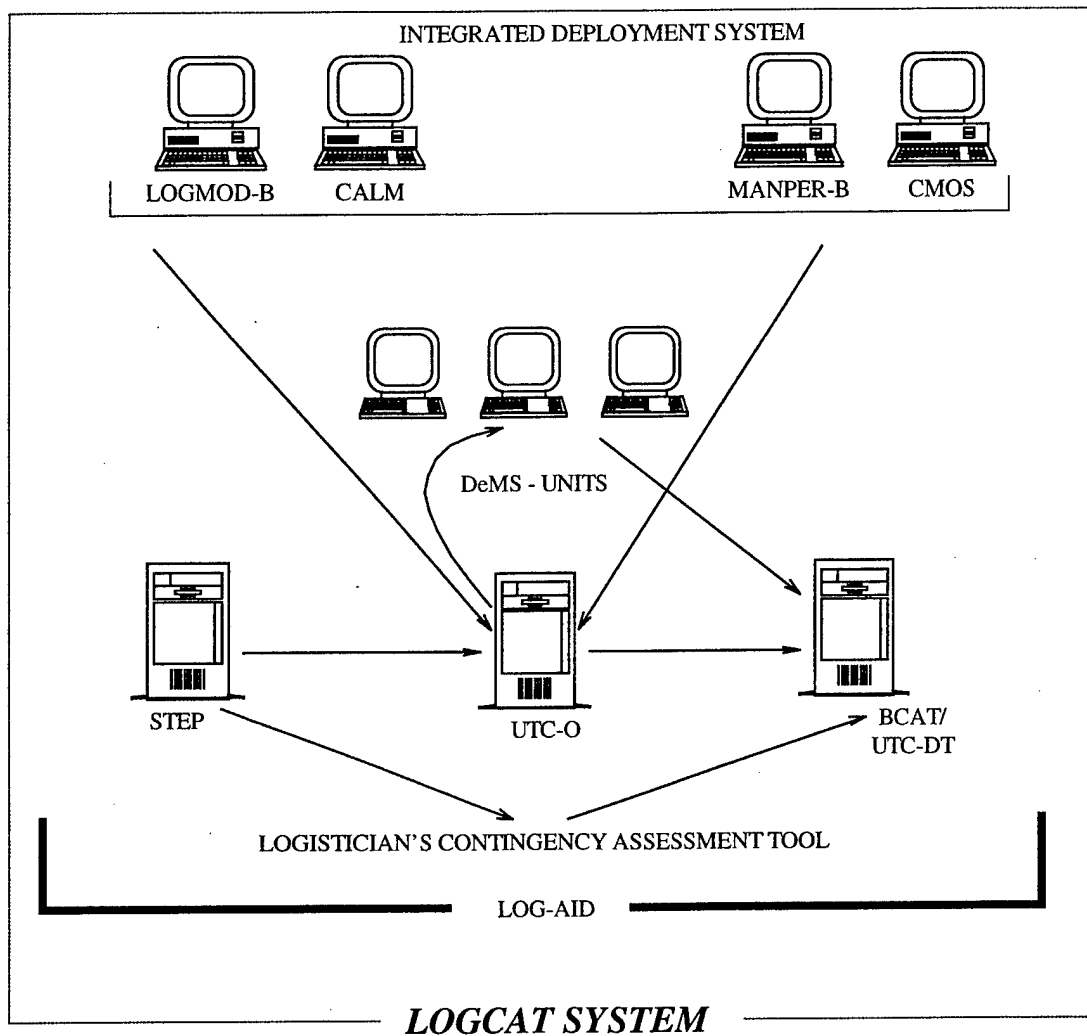 INTEGRATED DEPLOYMENT SYSTEM
LOGMOD-B
CALM
MANPER-B
CMOS
DeMS - UNITS
STEP
UTC-O
BCAT/
UTC-DT
LOGISTICIAN'S CONTINGENCY ASSESSMENT TOOL
LOG-AID
LOGCAT SYSTEM